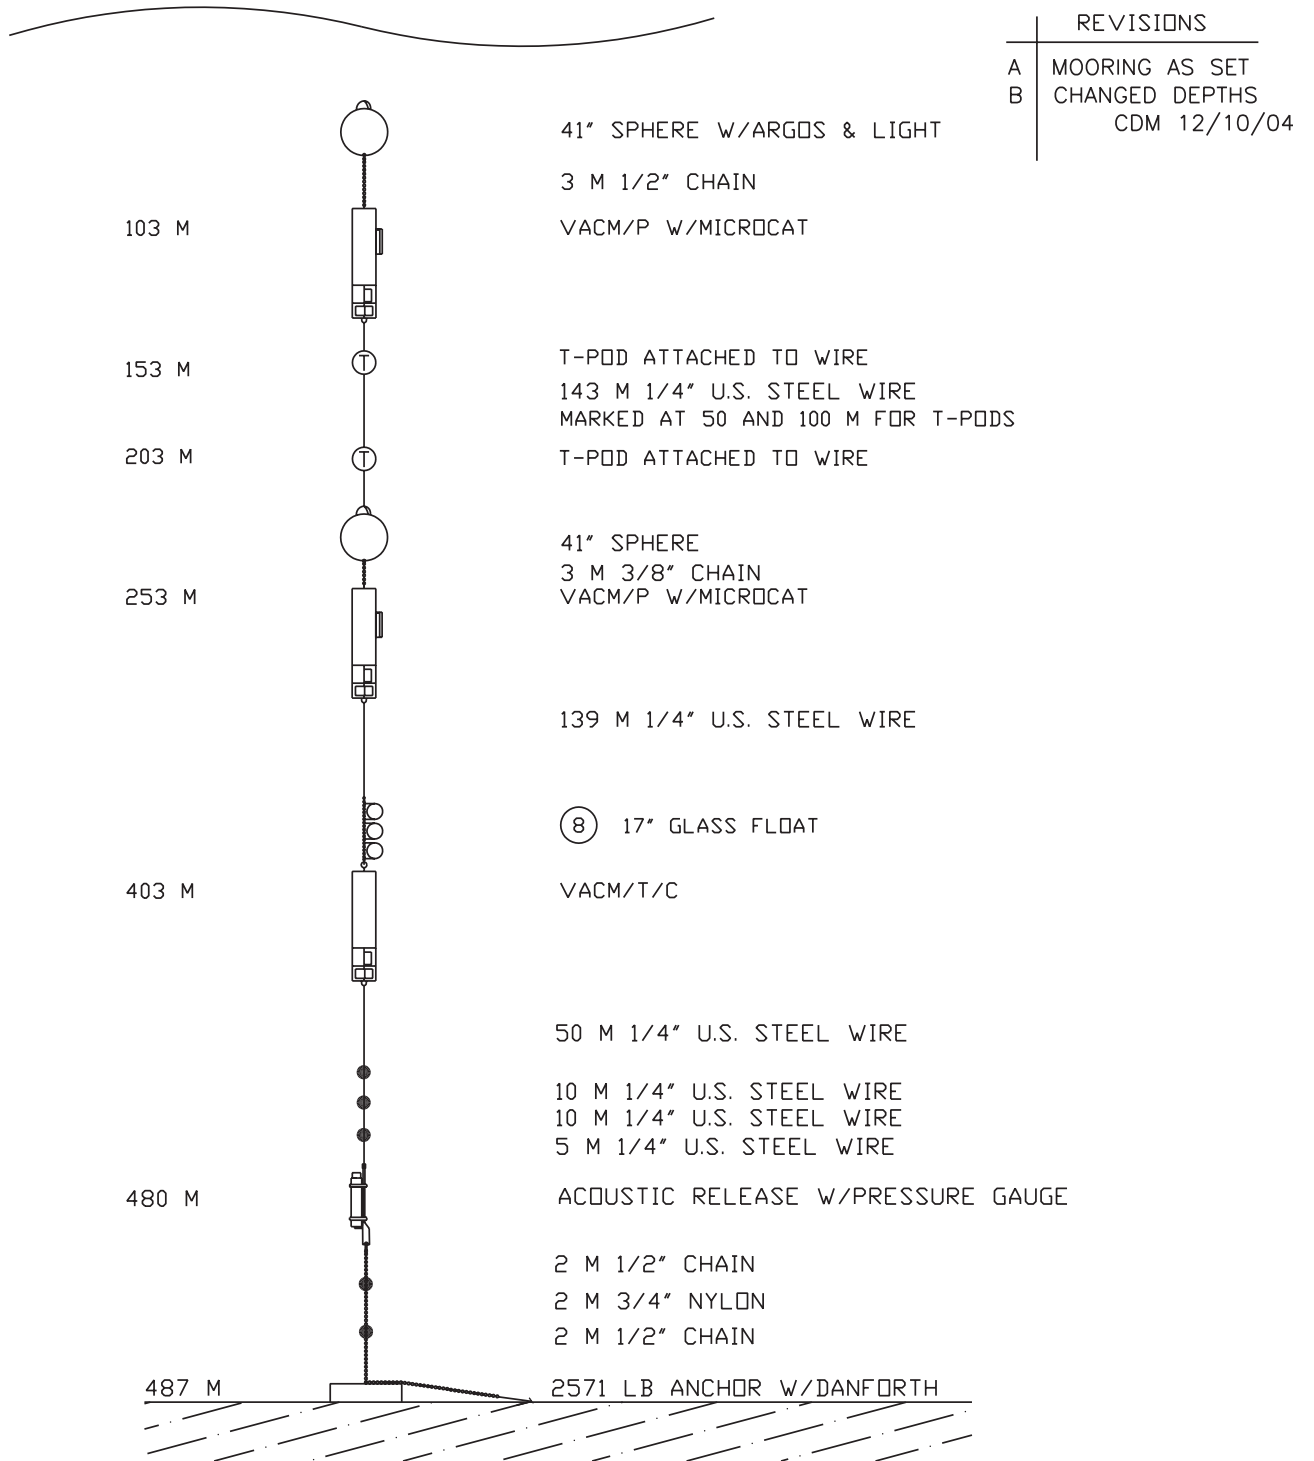 REVISIONS
A MOORING AS SET
B CHANGED DEPTHS
CDM 12/10/04
41" SPHERE W/ARGOS & LIGHT
3 M 1/2" CHAIN
103 M VACM/P W/MICROCAT
153 M T-POD ATTACHED TO WIRE
T
143 M 1/4" U.S. STEEL WIRE
MARKED AT 50 AND 100 M FOR T-PODS
203 M T T-POD ATTACHED TO WIRE
41" SPHERE
3 M 3/8" CHAIN
253 M VACM/P W/MICROCAT
139 M 1/4" U.S. STEEL WIRE
8 17" GLASS FLOAT
403 M VACM/T/C
50 M 1/4" U.S. STEEL WIRE
10 M 1/4" U.S. STEEL WIRE
10 M 1/4" U.S. STEEL WIRE
5 M 1/4" U.S. STEEL WIRE
480 M ACOUSTIC RELEASE W/PRESSURE GAUGE
2 M 1/2" CHAIN
2 M 3/4" NYLON
2 M 1/2" CHAIN
487 M 2571 LB ANCHOR W/DANFORTH